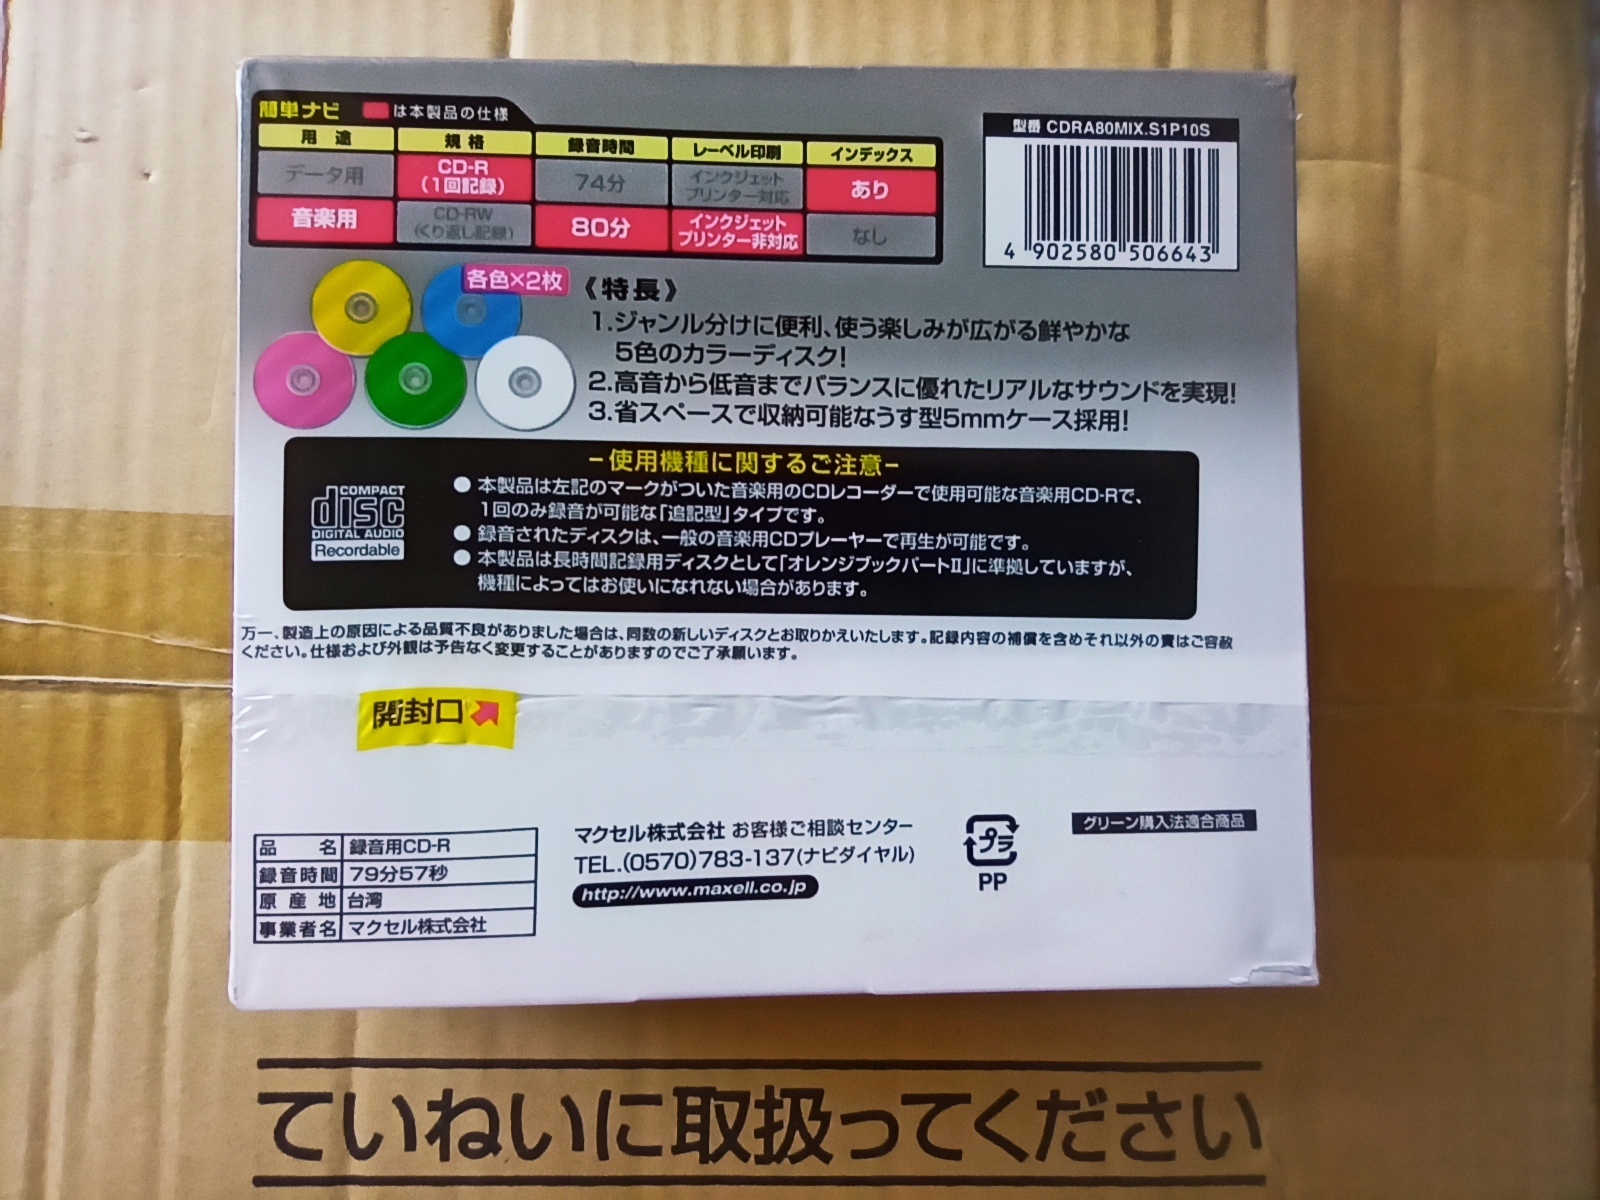 簡単ナビ は本製品の仕様
用途 規格 録音時間 レーベル印刷 インデックス
データ用 CD-R（1回記録） 74分 インクジェットプリンター対応 あり
音楽用 CD-RW（くり返し記録） 80分 インクジェットプリンター非対応 なし
型番 CDRA80MIX.S1P10S
4 902580 506643
各色×2枚
《特長》
1.ジャンル分けに便利、使う楽しみが広がる鮮やかな
5色のカラーディスク!
2.高音から低音までバランスに優れたリアルなサウンドを実現!
3.省スペースで収納可能なうす型5mmケース採用!
−使用機種に関するご注意−
COMPACT
disc
DIGITAL AUDIO
Recordable
●本製品は左記のマークがついた音楽用のCDレコーダーで使用可能な音楽用CD-Rで、
1回のみ録音が可能な「追記型」タイプです。
●録音されたディスクは、一般の音楽用CDプレーヤーで再生が可能です。
●本製品は長時間記録用ディスクとして「オレンジブックパートⅡ」に準拠していますが、
機種によってはお使いになれない場合があります。
万一、製造上の原因による品質不良がありました場合は、同数の新しいディスクとお取りかえいたします。記録内容の補償を含めそれ以外の責はご容赦
ください。仕様および外観は予告なく変更することがありますのでご了承願います。
開封口
品名 録音用CD-R
録音時間 79分57秒
原産地 台湾
事業者名 マクセル株式会社
マクセル株式会社 お客様ご相談センター
TEL.(0570)783-137(ナビダイヤル)
http://www.maxell.co.jp
プラ
PP
グリーン購入法適合商品
ていねいに取扱ってください